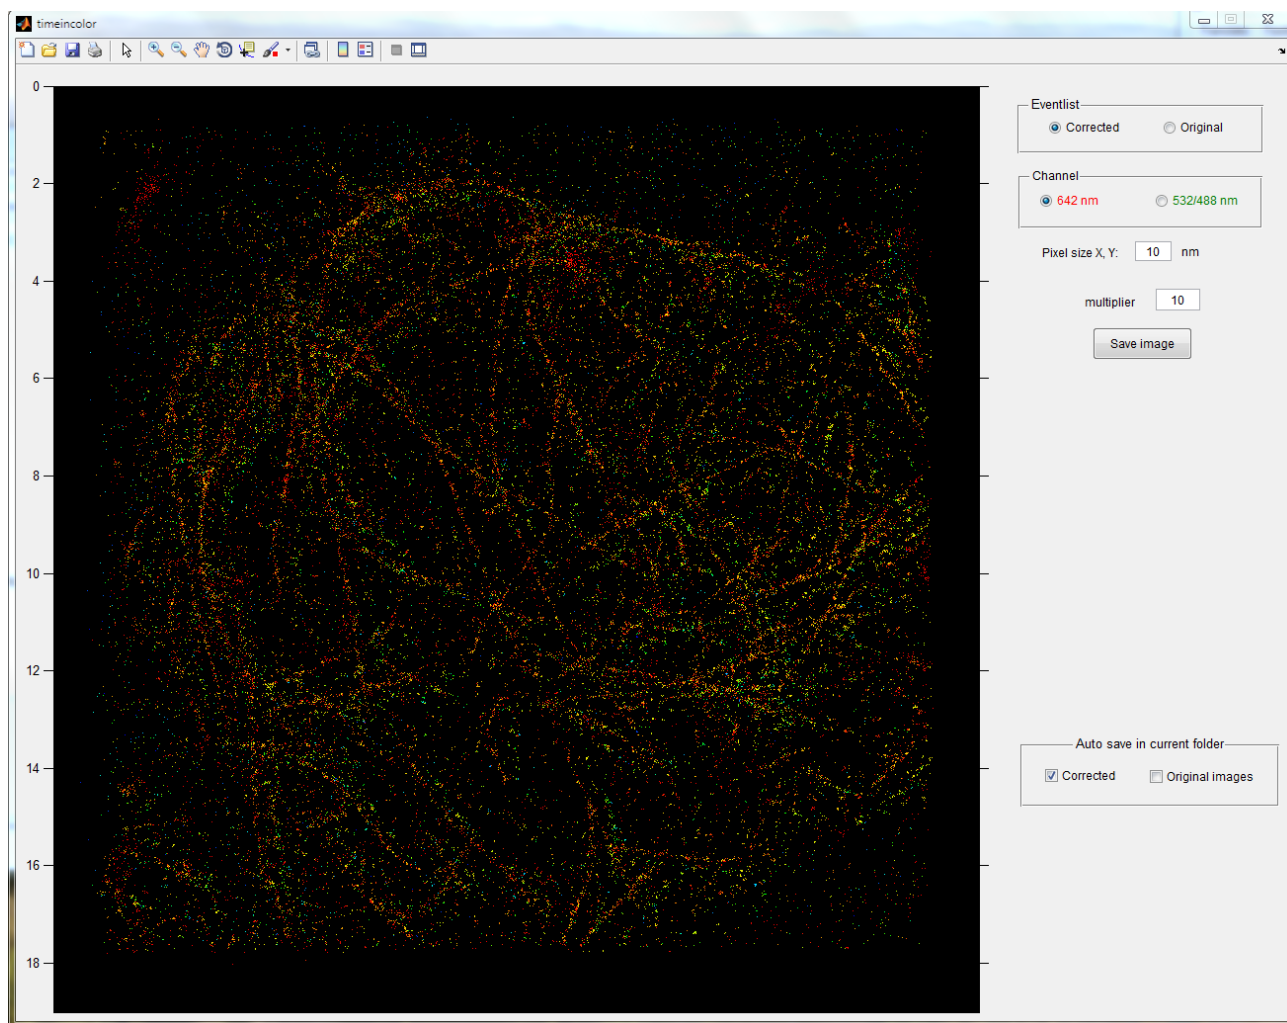 timeincolor
0
2
4
6
8
10
12
14
16
18
Eventlist
Corrected Original
Channel
642 nm 532/488 nm
Pixel size X, Y: 10 nm
multiplier 10
Save image
Auto save in current folder
Corrected Original images